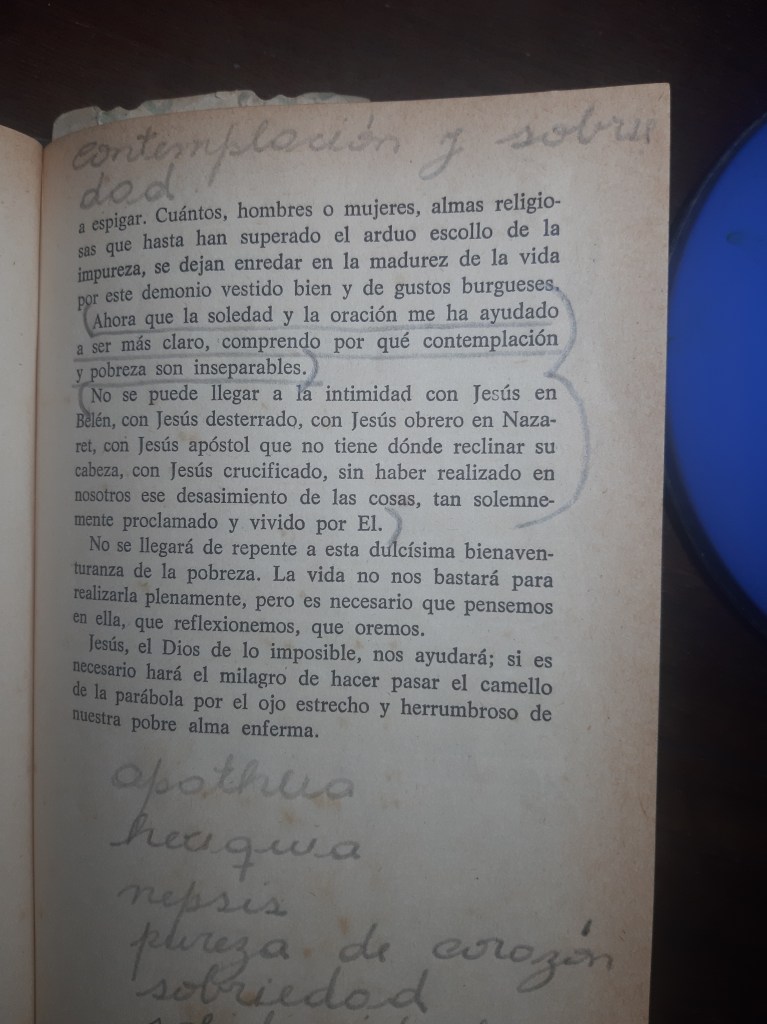 contemplación y sobrie
dad
a espigar. Cuántos, hombres o mujeres, almas religio-
sas que hasta han superado el arduo escollo de la
impureza, se dejan enredar en la madurez de la vida
por este demonio vestido bien y de gustos burgueses.
Ahora que la soledad y la oración me ha ayudado
a ser más claro, comprendo por qué contemplación
y pobreza son inseparables.
No se puede llegar a la intimidad con Jesús en
Belén, con Jesús desterrado, con Jesús obrero en Naza-
ret, con Jesús apóstol que no tiene dónde reclinar su
cabeza, con Jesús crucificado, sin haber realizado en
nosotros ese desasimiento de las cosas, tan solemne-
mente proclamado y vivido por El.
No se llegará de repente a esta dulcísima bienaven-
turanza de la pobreza. La vida no nos bastará para
realizarla plenamente, pero es necesario que pensemos
en ella, que reflexionemos, que oremos.
Jesús, el Dios de lo imposible, nos ayudará; si es
necesario hará el milagro de hacer pasar el camello
de la parábola por el ojo estrecho y herrumbroso de
nuestra pobre alma enferma.
nepsis
pureza de corazón
sobriedad